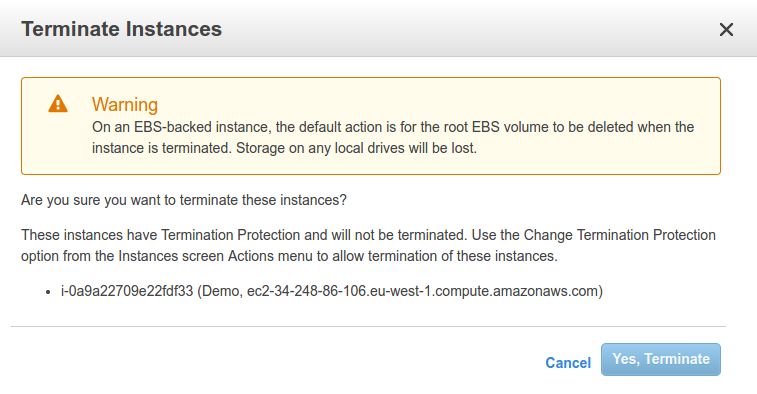 Terminate Instances
Warning
On an EBS-backed instance, the default action is for the root EBS volume to be deleted when the
instance is terminated. Storage on any local drives will be lost.
Are you sure you want to terminate these instances?
These instances have Termination Protection and will not be terminated. Use the Change Termination Protection
option from the Instances screen Actions menu to allow termination of these instances.
• i-0a9a22709e22fdf33 (Demo, ec2-34-248-86-106.eu-west-1.compute.amazonaws.com)
Cancel Yes, Terminate